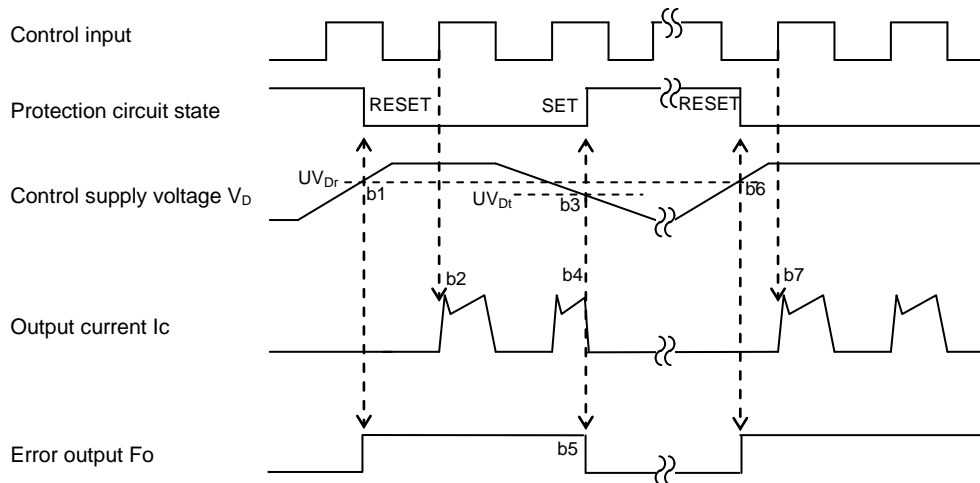 Control input
Protection circuit state
RESET
SET
RESET
Control supply voltage VD
UVDr
b1
UVDt
b3
b6
b2
b4
b7
Output current Ic
Error output Fo
b5